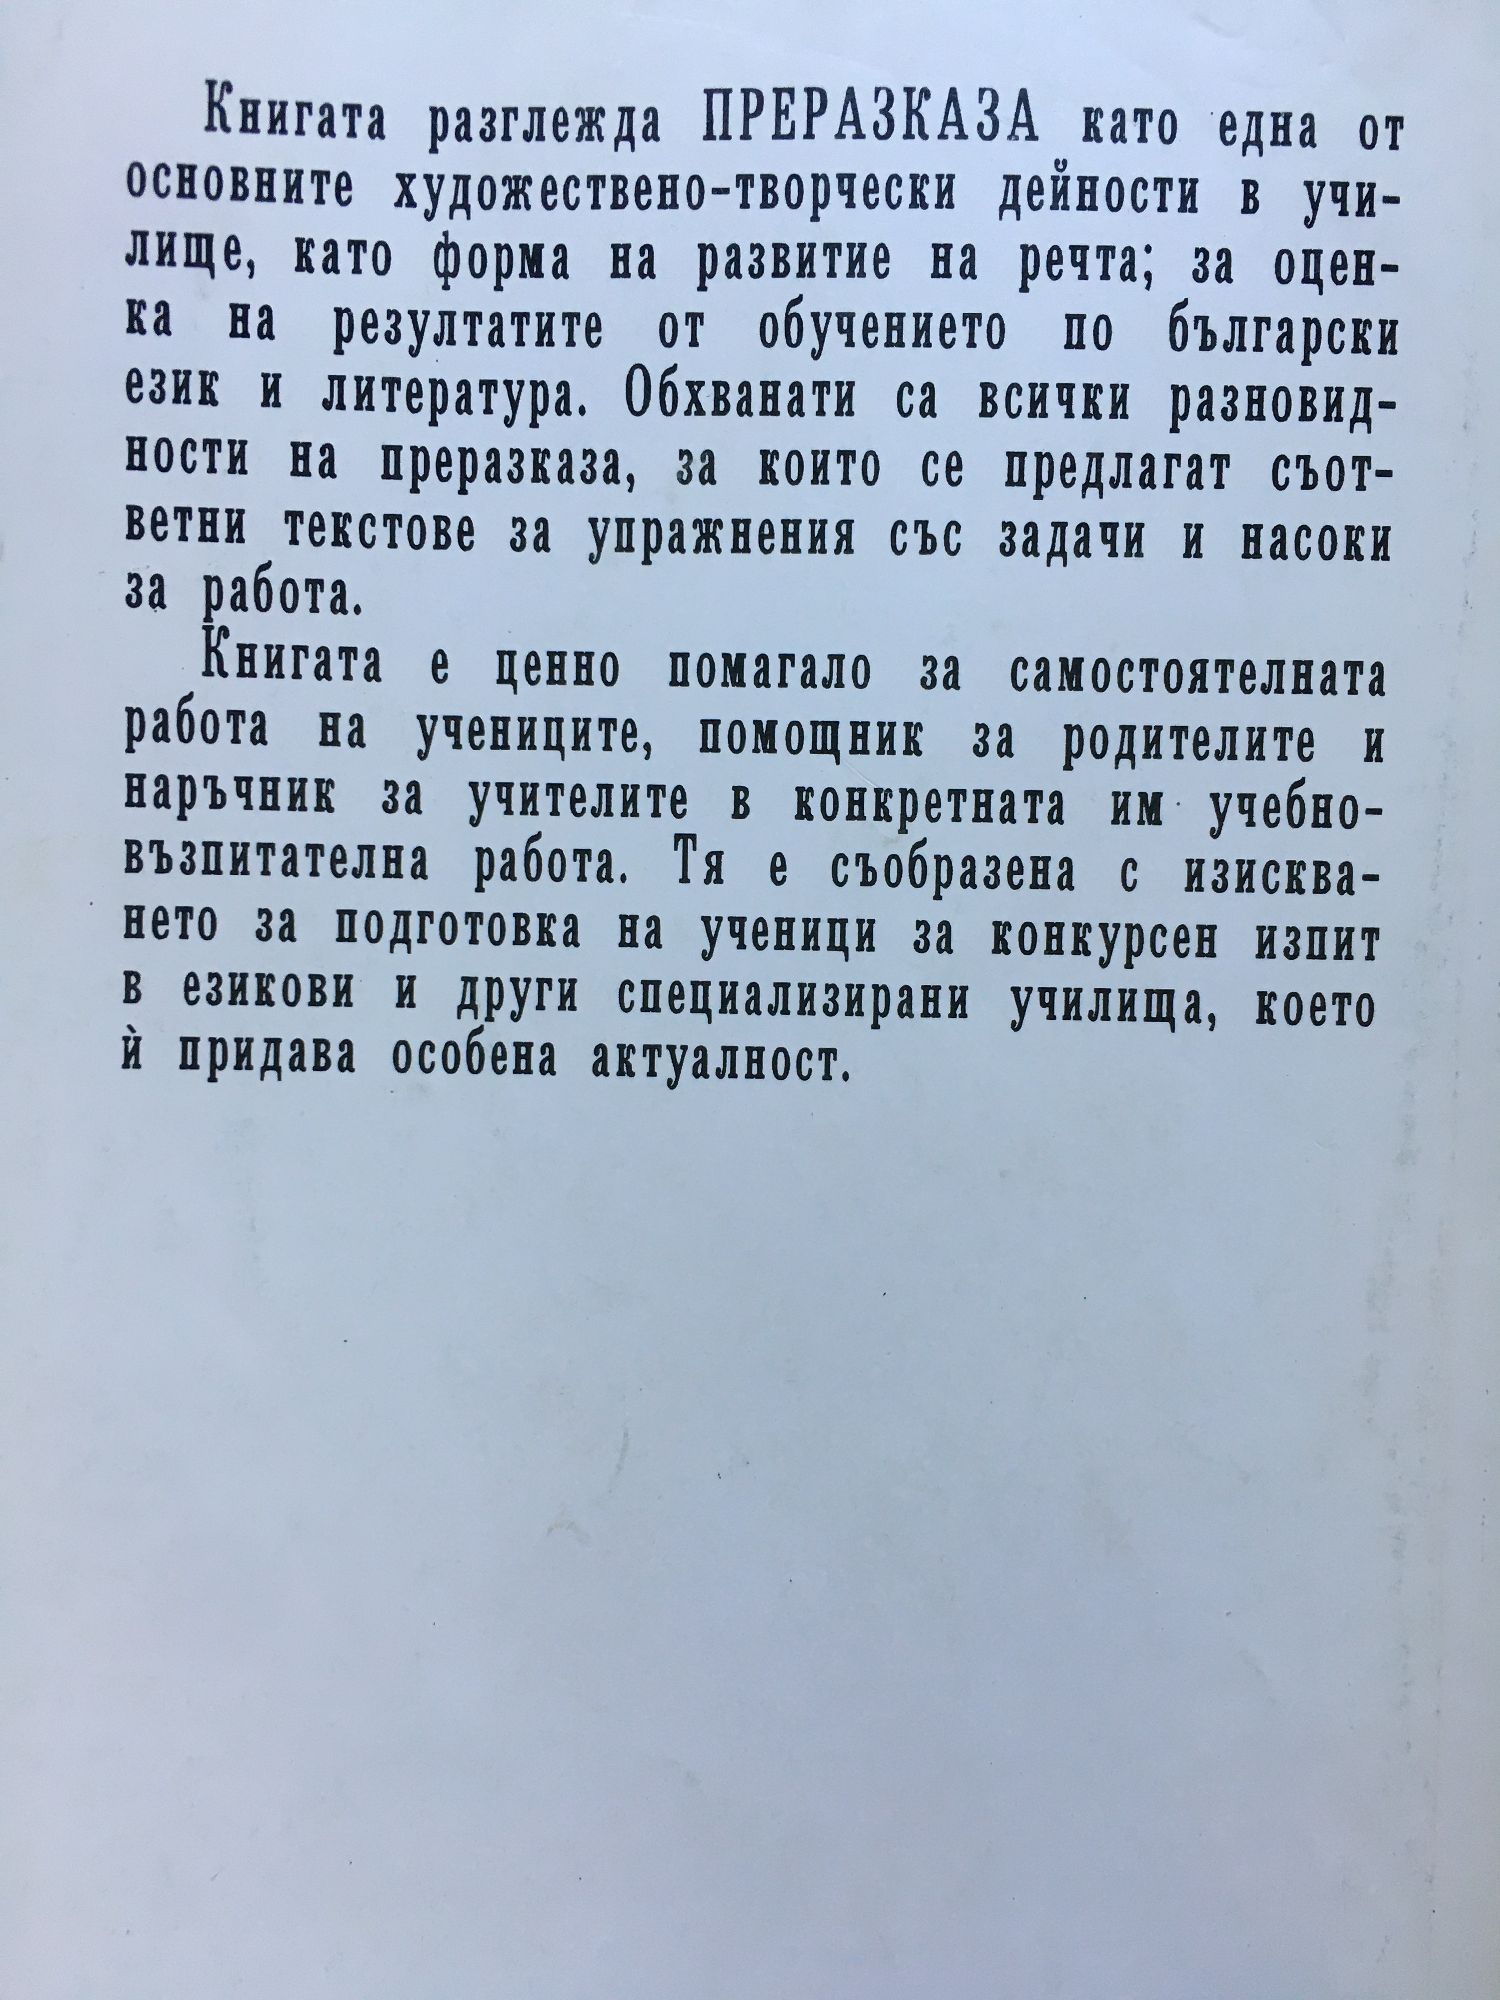 Книгата разглежда ПРЕРАЗКАЗА като една от
основните художествено-творчески дейности в учи-
лище, като форма на развитие на речта; за оцен-
ка на резултатите от обучението по български
език и литература. Обхванати са всички разновид-
ности на преразказа, за които се предлагат съот-
ветни текстове за упражнения със задачи и насоки
за работа.
Книгата е ценно помагало за самостоятелната
работа на учениците, помощник за родителите и
наръчник за учителите в конкретната им учебно-
възпитателна работа. Тя е съобразена с изисква-
нето за подготовка на ученици за конкурсен изпит
в езикови и други специализирани училища, което
ѝ придава особена актуалност.